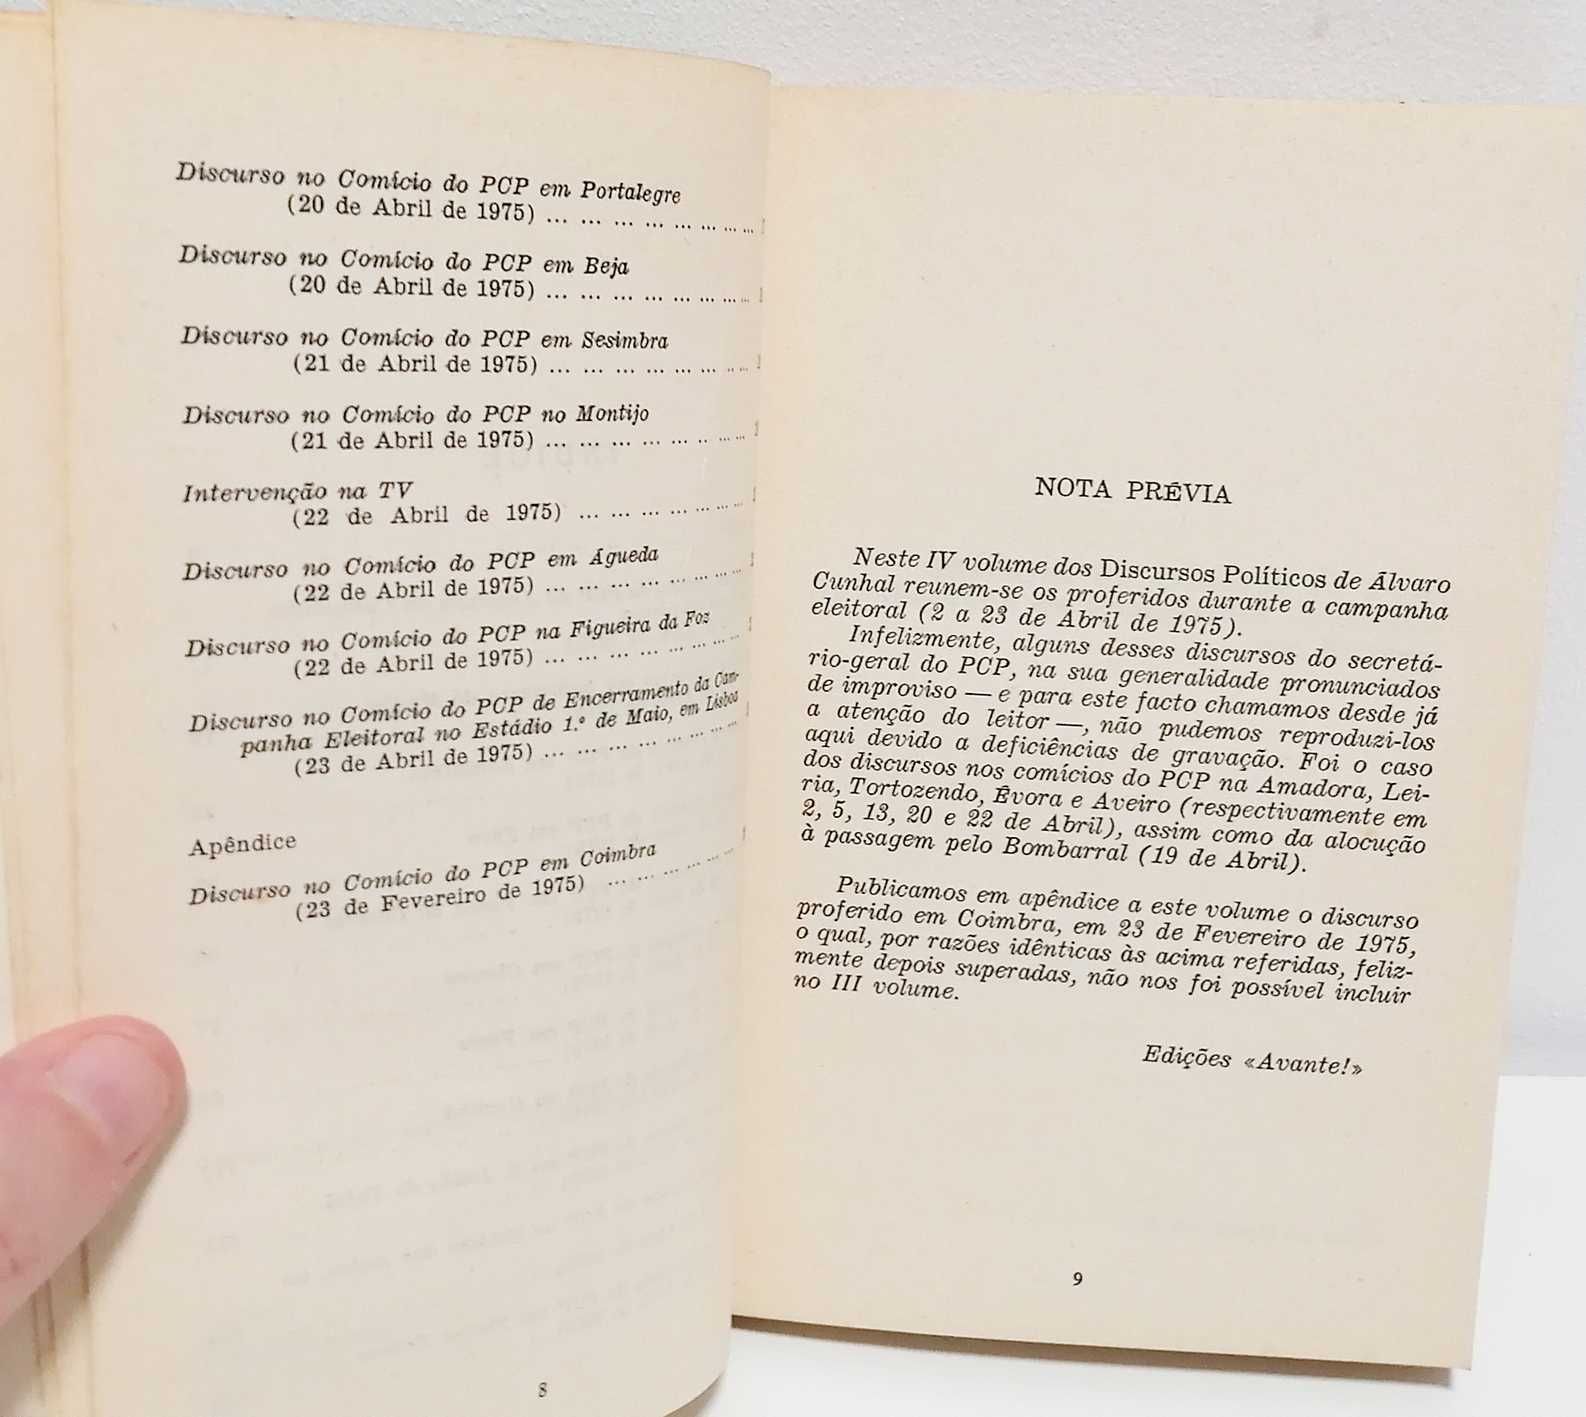 Discurso no Comício do PCP em Portalegre
(20 de Abril de 1975) ... ... ... ... ... ... ... ...
Discurso no Comício do PCP em Beja
(20 de Abril de 1975) ... ... ... ... ... ... ... ...
Discurso no Comício do PCP em Sesimbra
(21 de Abril de 1975) ... ... ... ... ... ... ... ...
Discurso no Comício do PCP no Montijo
(21 de Abril de 1975) ... ... ... ... ... .. ... ...
Intervenção na TV
(22 de Abril de 1975) ... ... ... ... ... ... ...
Discurso no Comício do PCP em Águeda
(22 de Abril de 1975) ... ... ... ... ... ... ... ...
Discurso no Comício do PCP na Figueira da Foz
(22 de Abril de 1975) ... ... ... ... ... ... ... ...
Discurso no Comício do PCP de Encerramento da Cam-
panha Eleitoral no Estádio 1.º de Maio, em Lisboa
(23 de Abril de 1975) ... ... ... ... ... ... ... ...
Apêndice
Discurso no Comício do PCP em Coimbra
(23 de Fevereiro de 1975) ... ... ... ... ... ...
8
NOTA PRÉVIA
Neste IV volume dos Discursos Políticos de Álvaro
Cunhal reunem-se os proferidos durante a campanha
eleitoral (2 a 23 de Abril de 1975).
Infelizmente, alguns desses discursos do secretá-
rio-geral do PCP, na sua generalidade pronunciados
de improviso — e para este facto chamamos desde já
a atenção do leitor —, não pudemos reproduzi-los
aqui devido a deficiências de gravação. Foi o caso
dos discursos nos comícios do PCP na Amadora, Lei-
ria, Tortozendo, Évora e Aveiro (respectivamente em
2, 5, 13, 20 e 22 de Abril), assim como da alocução
à passagem pelo Bombarral (19 de Abril).
Publicamos em apêndice a este volume o discurso
proferido em Coimbra, em 23 de Fevereiro de 1975,
o qual, por razões idênticas às acima referidas, feliz-
mente depois superadas, não nos foi possível incluir
no III volume.
Edições «Avante!»
9